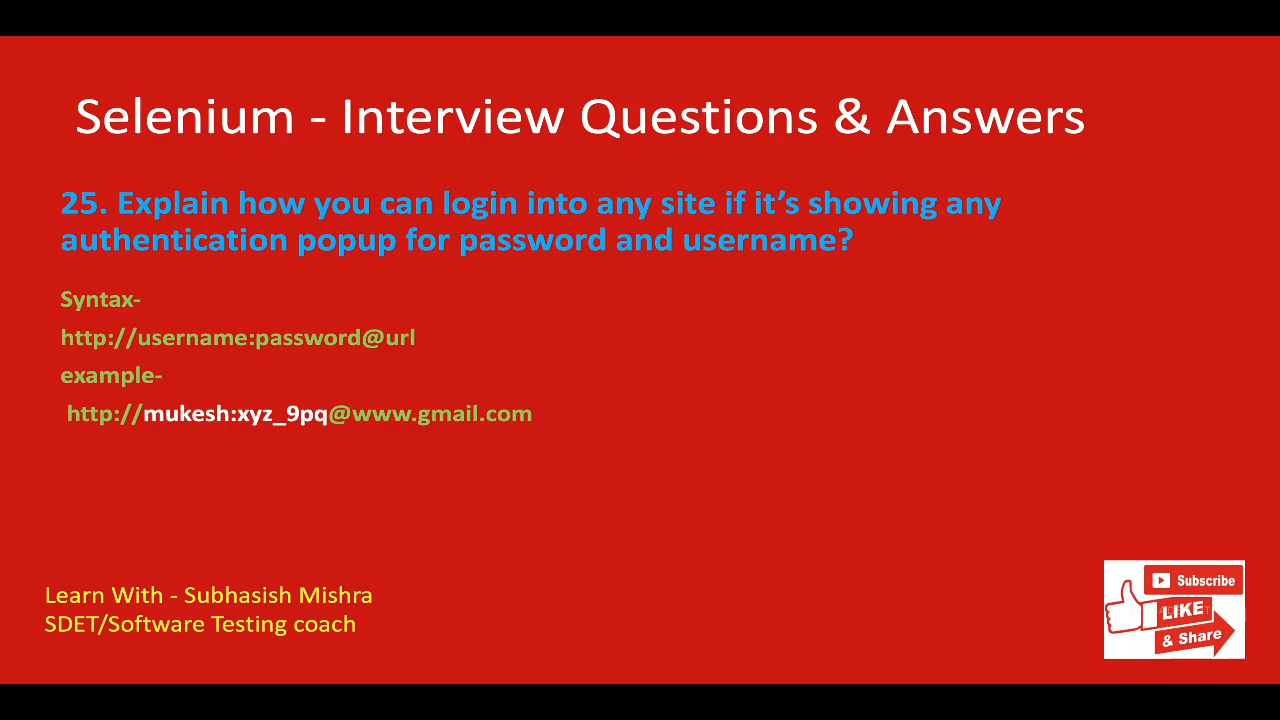 Selenium - Interview Questions & Answers
25. Explain how you can login into any site if it’s showing any
authentication popup for password and username?
Syntax-
http://username:password@url
example-
http://mukesh:xyz_9pq@www.gmail.com
Learn With - Subhasish Mishra
SDET/Software Testing coach
Subscribe
LIKE
& Share